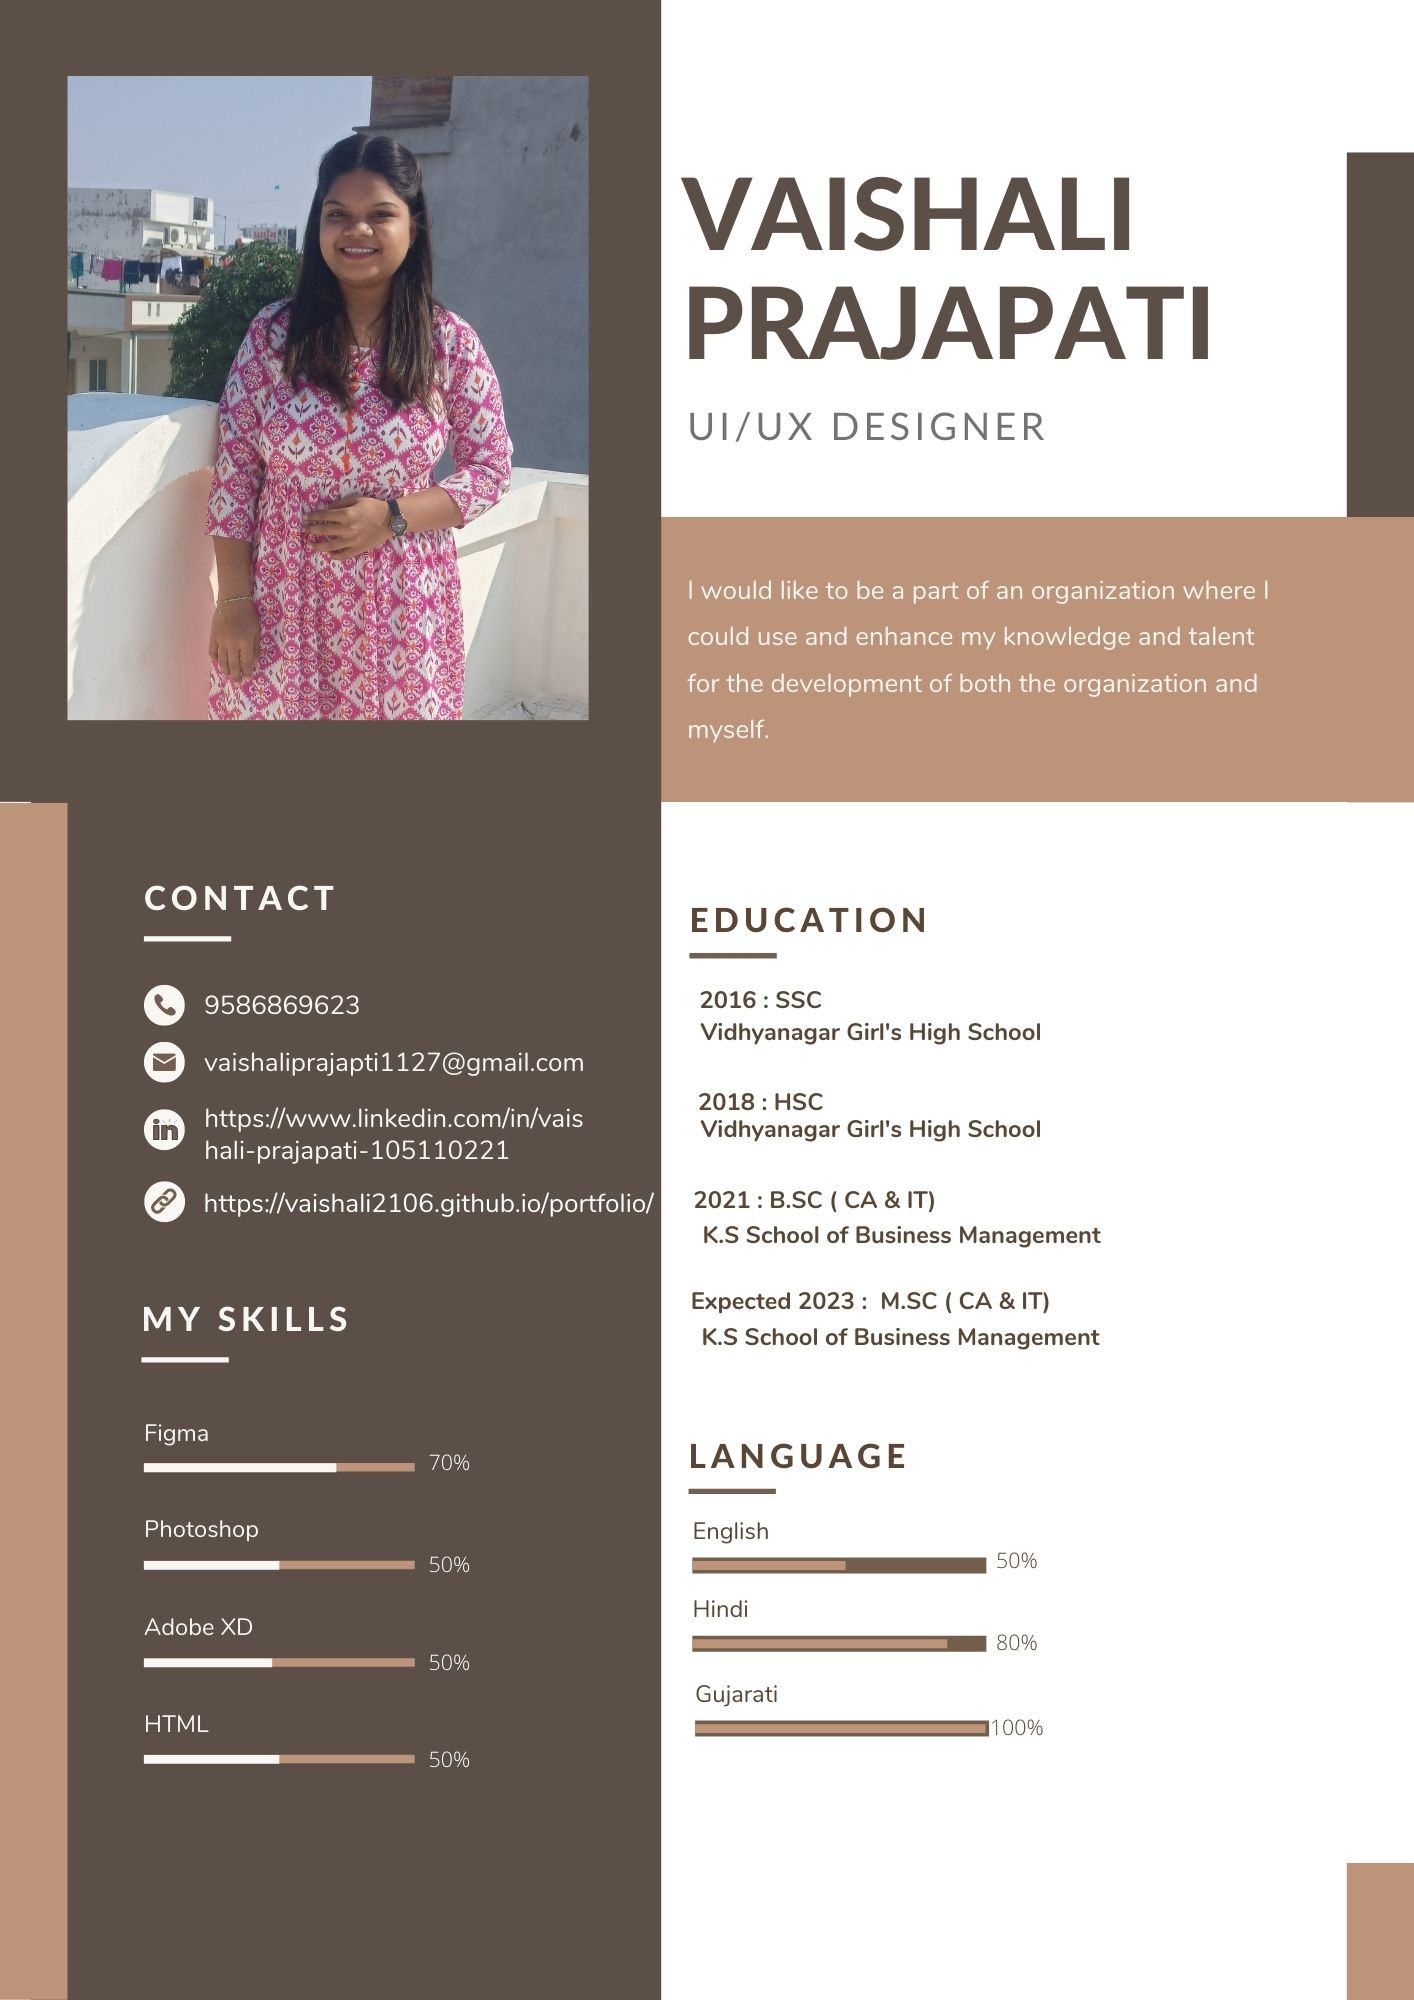 VAISHALI
PRAJAPATI
UI/UX DESIGNER
I would like to be a part of an organization where I
could use and enhance my knowledge and talent
for the development of both the organization and
myself.
CONTACT
9586869623
vaishaliprajapti1127@gmail.com
https://www.linkedin.com/in/vais
hali-prajapati-105110221
https://vaishali2106.github.io/portfolio/
MY SKILLS
Figma
70%
Photoshop
50%
Adobe XD
50%
HTML
50%
EDUCATION
2016 : SSC
Vidhyanagar Girl's High School
2018 : HSC
Vidhyanagar Girl's High School
2021 : B.SC ( CA & IT)
K.S School of Business Management
Expected 2023 :  M.SC ( CA & IT)
K.S School of Business Management
LANGUAGE
English
50%
Hindi
80%
Gujarati
100%